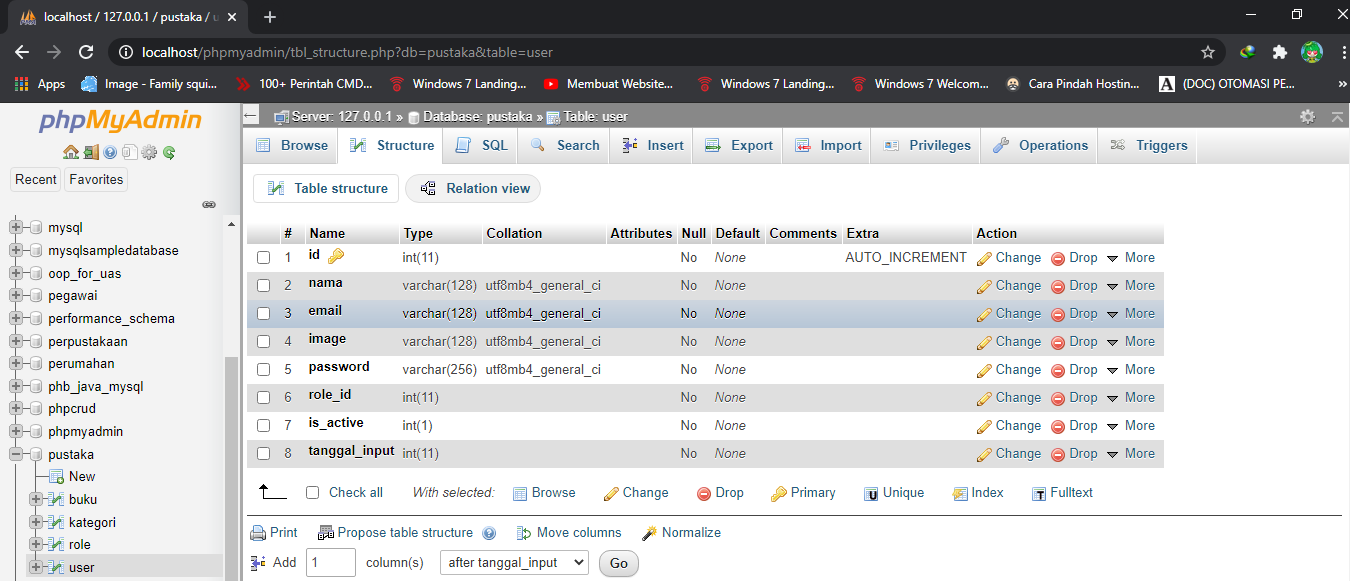 localhost / 127.0.0.1 / pustaka / u
localhost/phpmyadmin/tbl_structure.php?db=pustaka&table=user
Apps Image - Family squi... 100+ Perintah CMD... Windows 7 Landing... Membuat Website... Windows 7 Landing... Windows 7 Welcom... Cara Pindah Hostin... A (DOC) OTOMASI PE... »
phpMyAdmin
Recent Favorites
mysql
mysqlsampledatabase
oop_for_uas
pegawai
performance_schema
perpustakaan
perumahan
phb_java_mysql
phpcrud
phpmyadmin
pustaka
New
buku
kategori
role
user
Server: 127.0.0.1 » Database: pustaka » Table: user
Browse Structure SQL Search Insert Export Import Privileges Operations Triggers
Table structure Relation view
# Name Type Collation Attributes Null Default Comments Extra Action
1 id int(11) No None AUTO_INCREMENT Change Drop More
2 nama varchar(128) utf8mb4_general_ci No None Change Drop More
3 email varchar(128) utf8mb4_general_ci No None Change Drop More
4 image varchar(128) utf8mb4_general_ci No None Change Drop More
5 password varchar(256) utf8mb4_general_ci No None Change Drop More
6 role_id int(11) No None Change Drop More
7 is_active int(1) No None Change Drop More
8 tanggal_input int(11) No None Change Drop More
Check all With selected: Browse Change Drop Primary Unique Index Fulltext
Print Propose table structure Move columns Normalize
Add 1 column(s) after tanggal_input Go